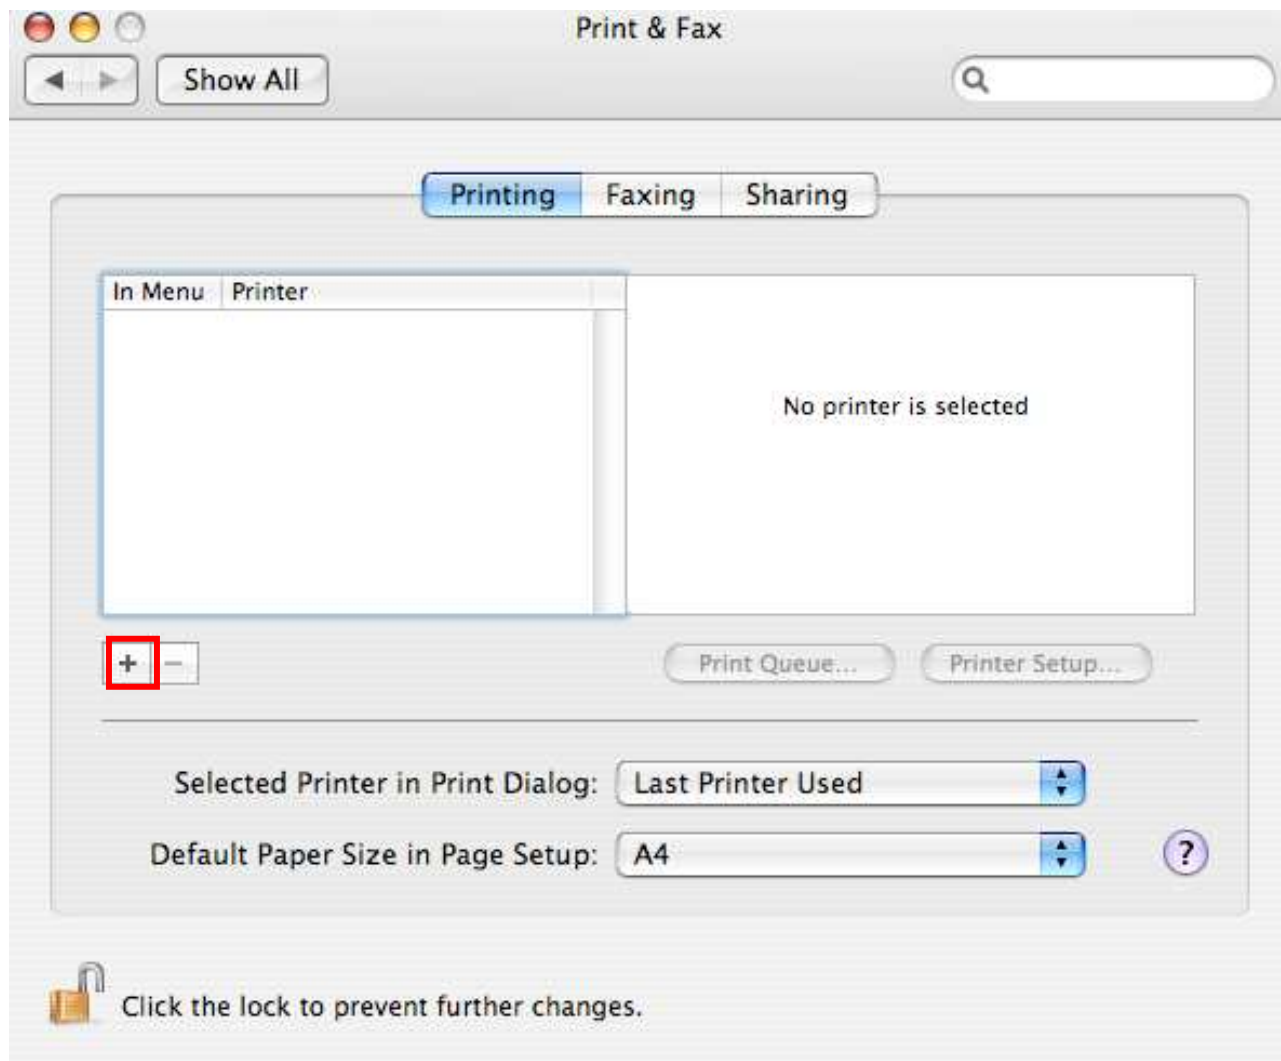 Print & Fax
Show All
Printing Faxing Sharing
In Menu Printer
No printer is selected
+ −
Print Queue... Printer Setup...
Selected Printer in Print Dialog: Last Printer Used
Default Paper Size in Page Setup: A4 ?
Click the lock to prevent further changes.